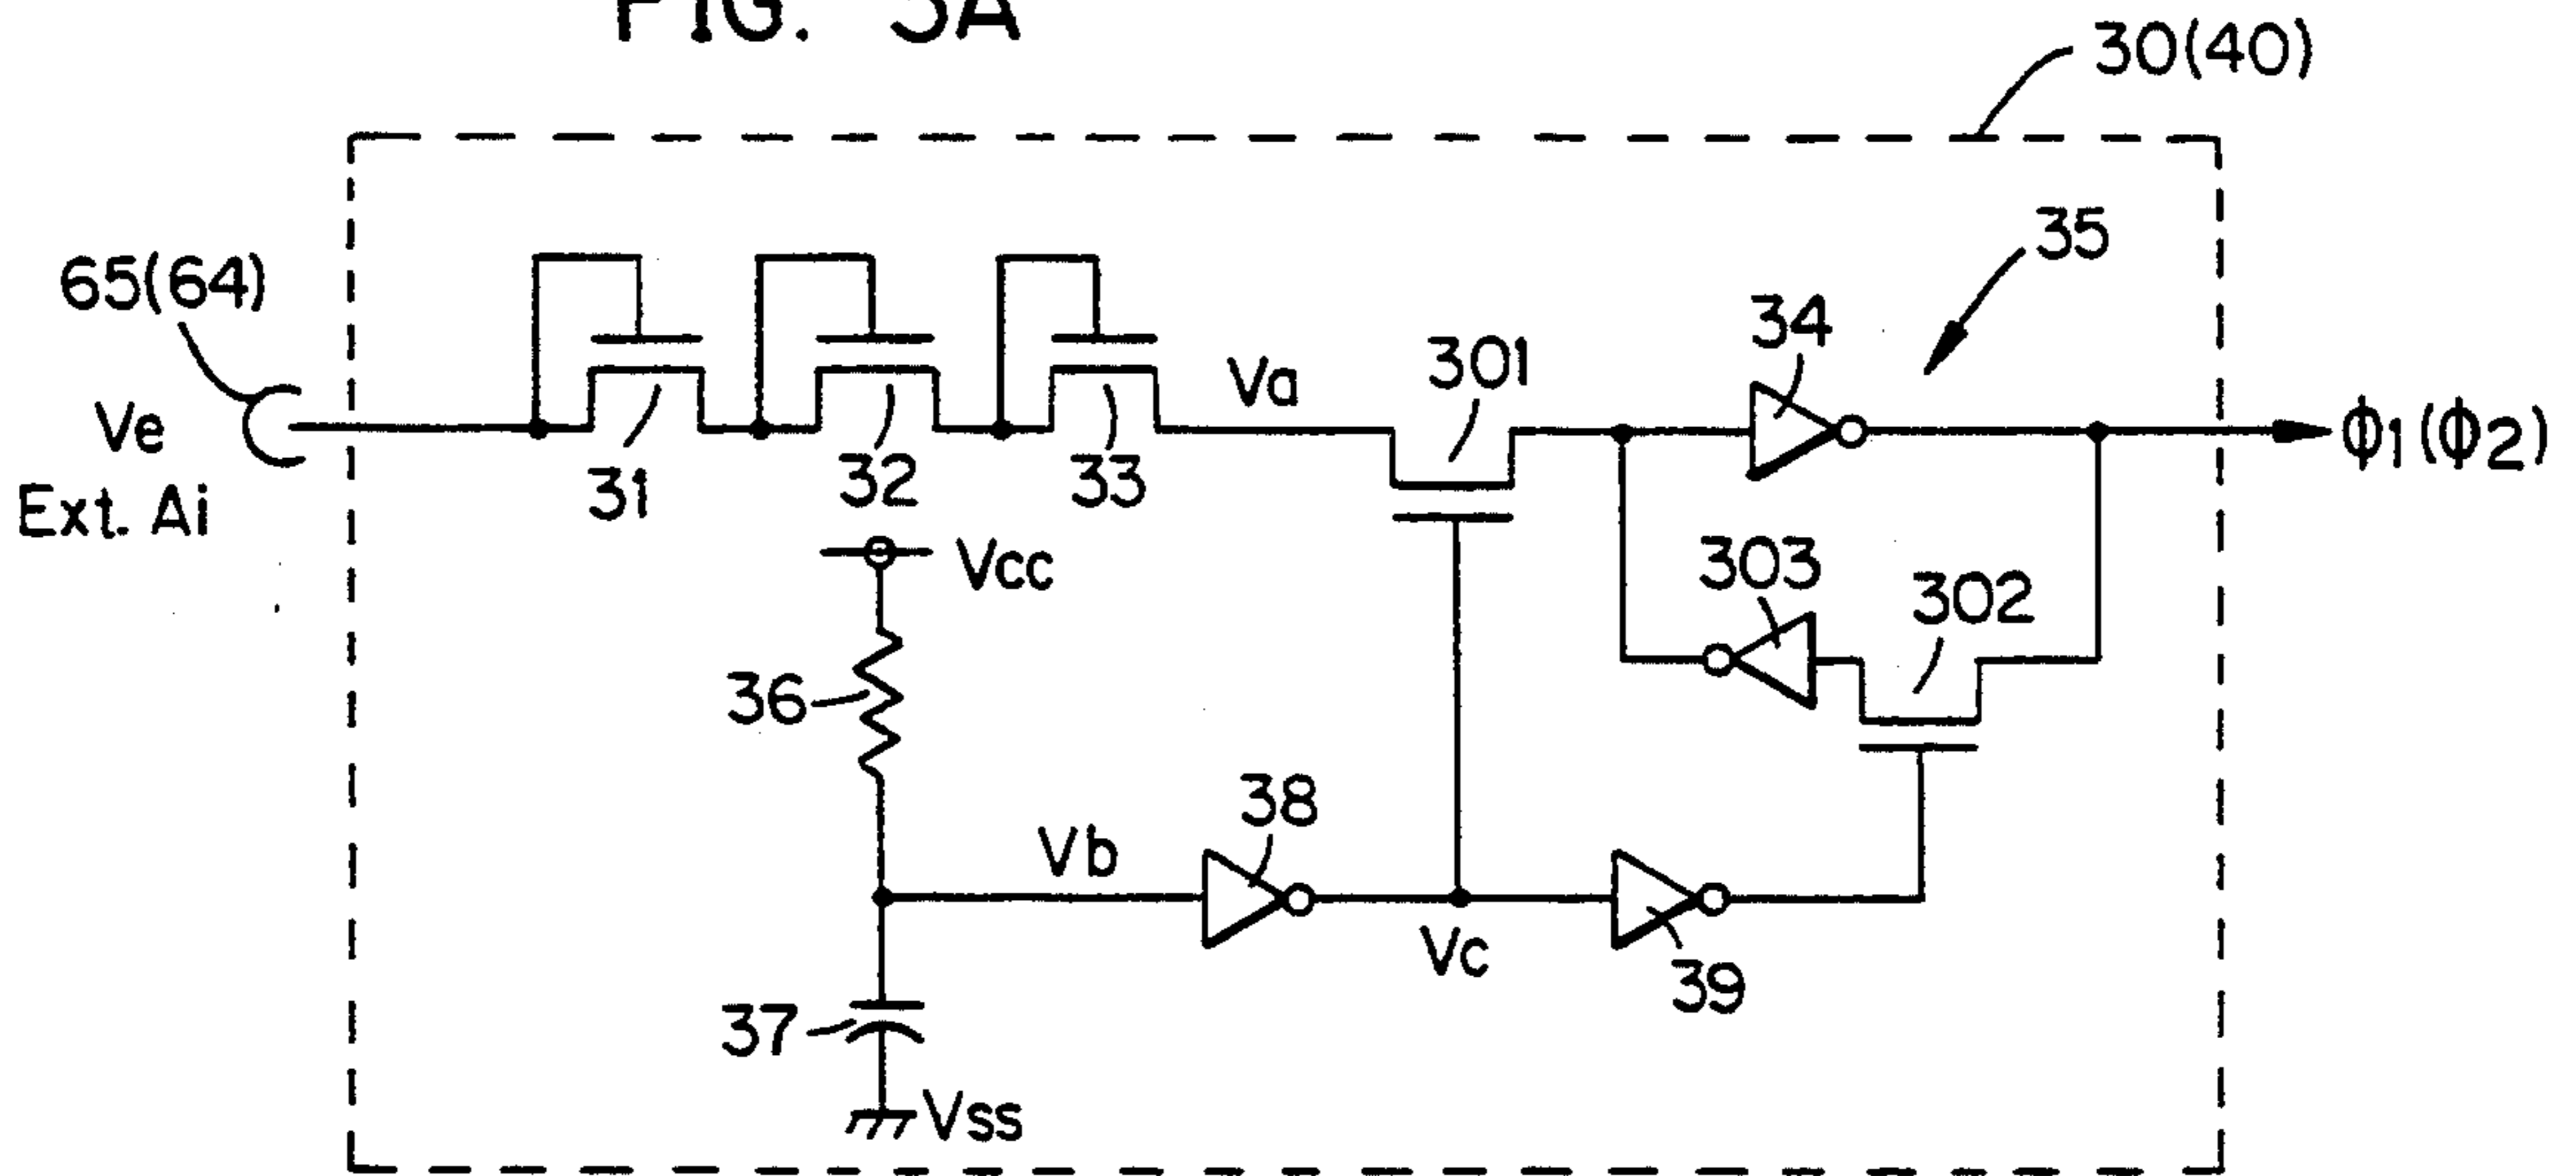 FIG. 3A
30(40)
35
65(64)
34
301
Va
Ve
ϕ1(ϕ2)
31
32
33
Ext. Ai
Vcc
303
302
36
38
Vb
Vc
39
37
Vss